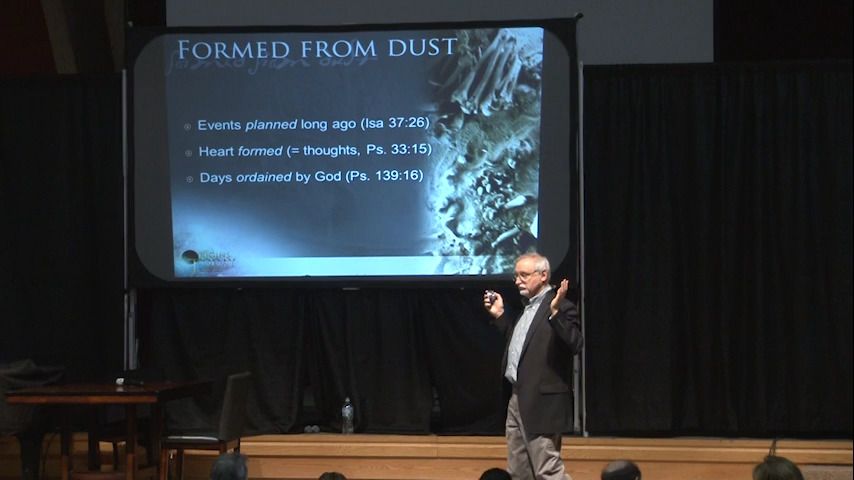 FORMED FROM DUST
Events planned long ago (Isa 37:26)
Heart formed (= thoughts, Ps. 33:15)
Days ordained by God (Ps. 139:16)